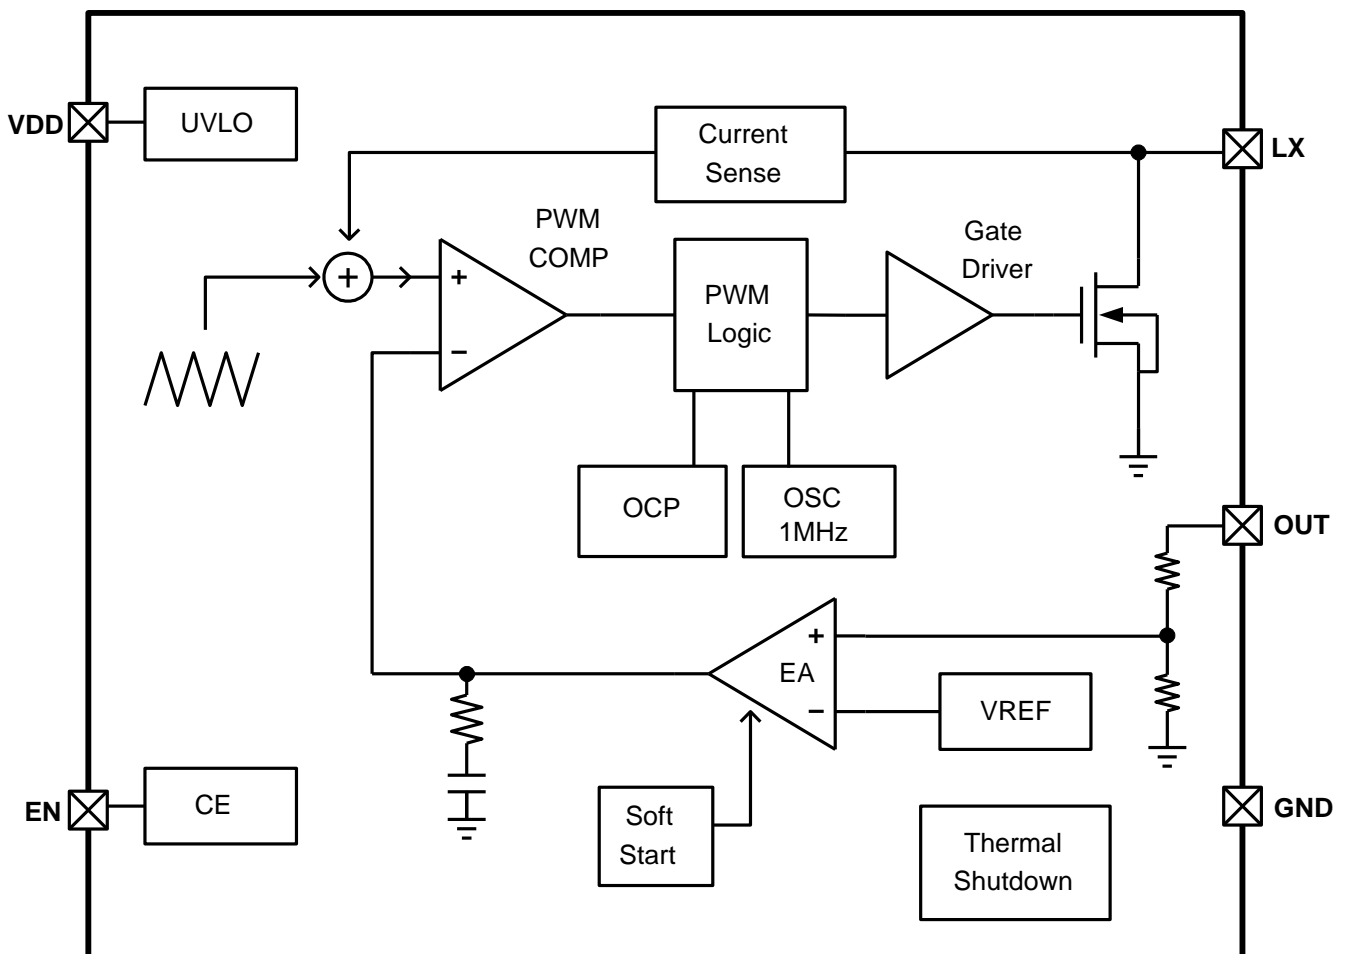 VDD
UVLO
Current
Sense
LX
PWM
COMP
Gate
Driver
+
+
−
PWM
Logic
OCP
OSC
1MHz
OUT
+
EA
−
VREF
EN
CE
Soft
Start
Thermal
Shutdown
GND